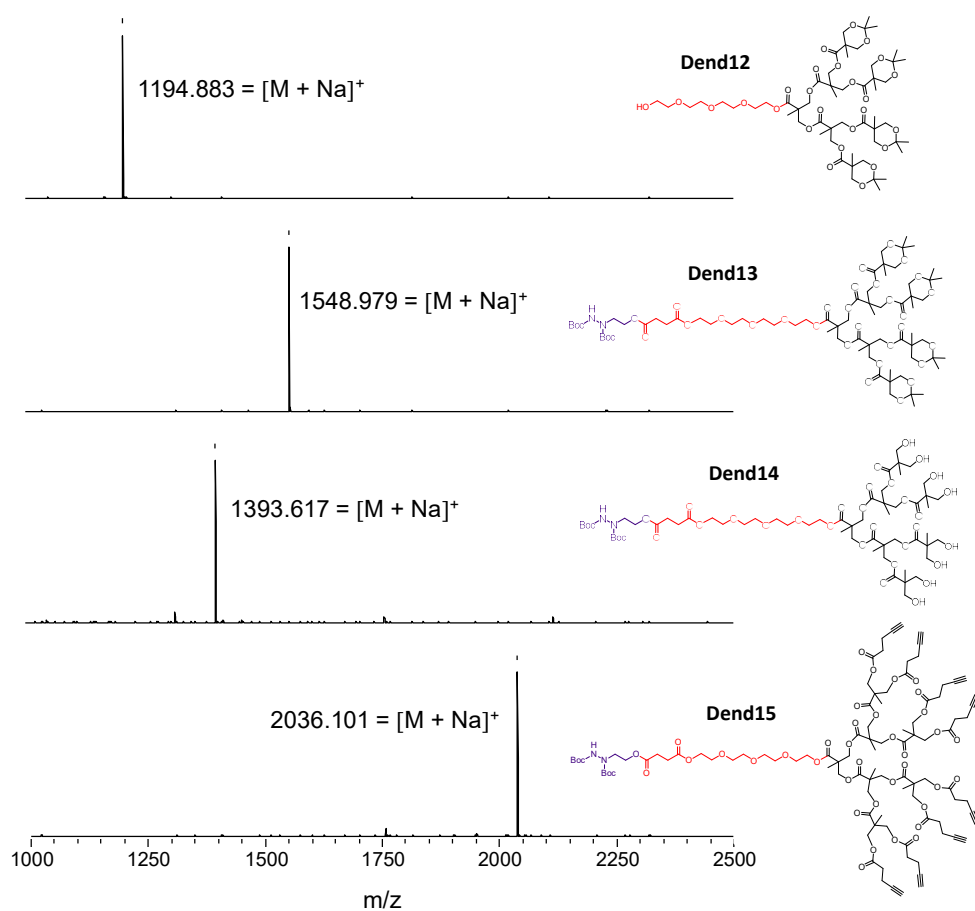 1194.883 = [M + Na]⁺
Dend12
HO
1548.979 = [M + Na]⁺
Dend13
H
N
Boc
N
Boc
1393.617 = [M + Na]⁺
Dend14
OH
OH
OH
OH
OH
OH
OH
OH
H
N
Boc
N
Boc
2036.101 = [M + Na]⁺
Dend15
H
N
Boc
N
Boc
1000 1250 1500 1750 2000 2250 2500
m/z